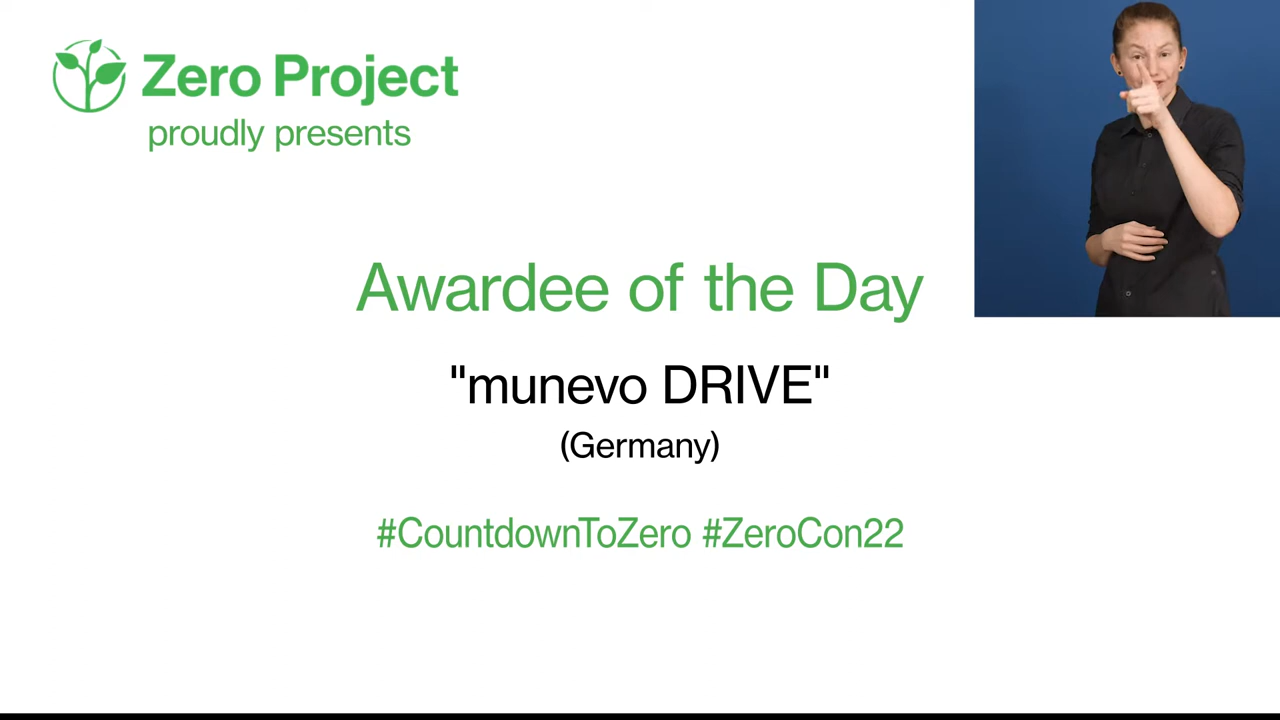 Zero Project
proudly presents
Awardee of the Day
"munevo DRIVE"
(Germany)
#CountdownToZero #ZeroCon22